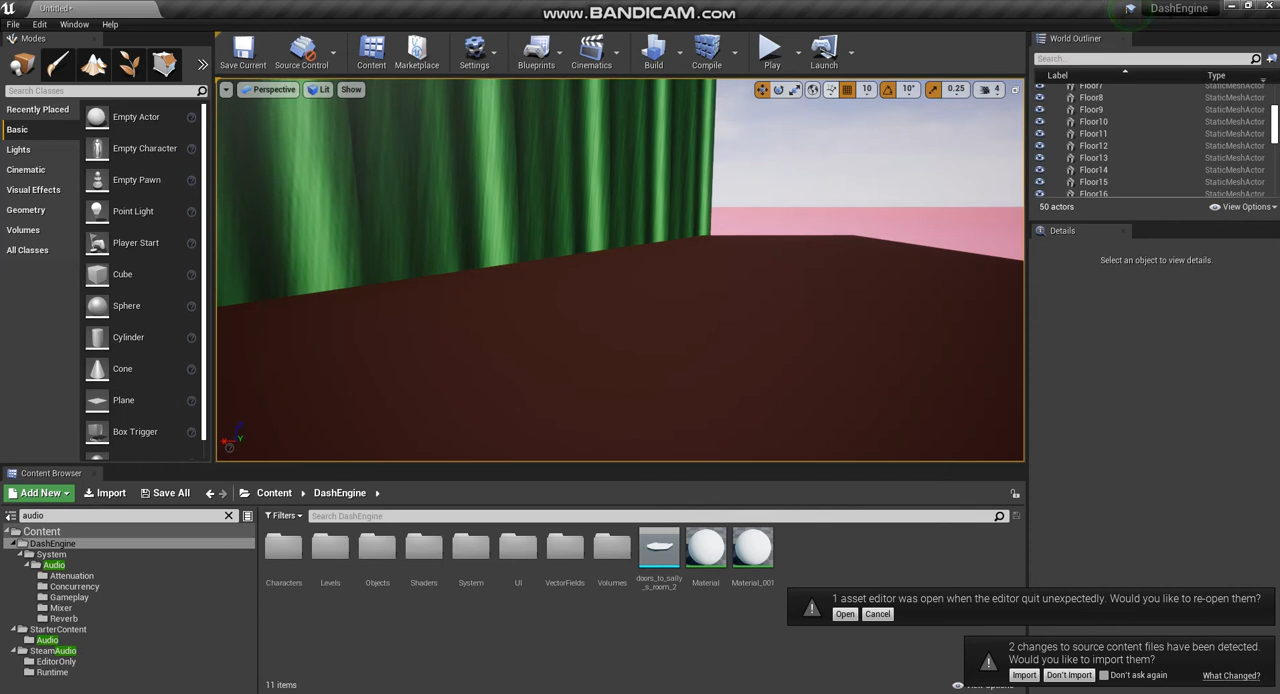 Untitled*
www.BANDICAM.com
DashEngine
File Edit Window Help
Modes
Search Classes
Recently Placed
Basic
Lights
Cinematic
Visual Effects
Geometry
Volumes
All Classes
Empty Actor
Empty Character
Empty Pawn
Point Light
Player Start
Cube
Sphere
Cylinder
Cone
Plane
Box Trigger
Save Current
Source Control
Content
Marketplace
Settings
Blueprints
Cinematics
Build
Compile
Play
Launch
Perspective
Lit
Show
10
10°
0.25
4
Y
World Outliner
Search...
Label
Type
Floor7 StaticMeshActor
Floor8 StaticMeshActor
Floor9 StaticMeshActor
Floor10 StaticMeshActor
Floor11 StaticMeshActor
Floor12 StaticMeshActor
Floor13 StaticMeshActor
Floor14 StaticMeshActor
Floor15 StaticMeshActor
Floor16 StaticMeshActor
50 actors
View Options
Details
Select an object to view details.
Content Browser
Add New
Import
Save All
Content
DashEngine
audio
Content
DashEngine
System
Audio
Attenuation
Concurrency
Gameplay
Mixer
Reverb
StarterContent
Audio
SteamAudio
EditorOnly
Runtime
Filters
Search DashEngine
Characters
Levels
Objects
Shaders
System
UI
VectorFields
Volumes
doors_to_sally
_s_room_2
Material
Material_001
11 items
View Options
1 asset editor was open when the editor quit unexpectedly. Would you like to re-open them?
Open
Cancel
2 changes to source content files have been detected.
Would you like to import them?
Import
Don't Import
Don't ask again
What Changed?